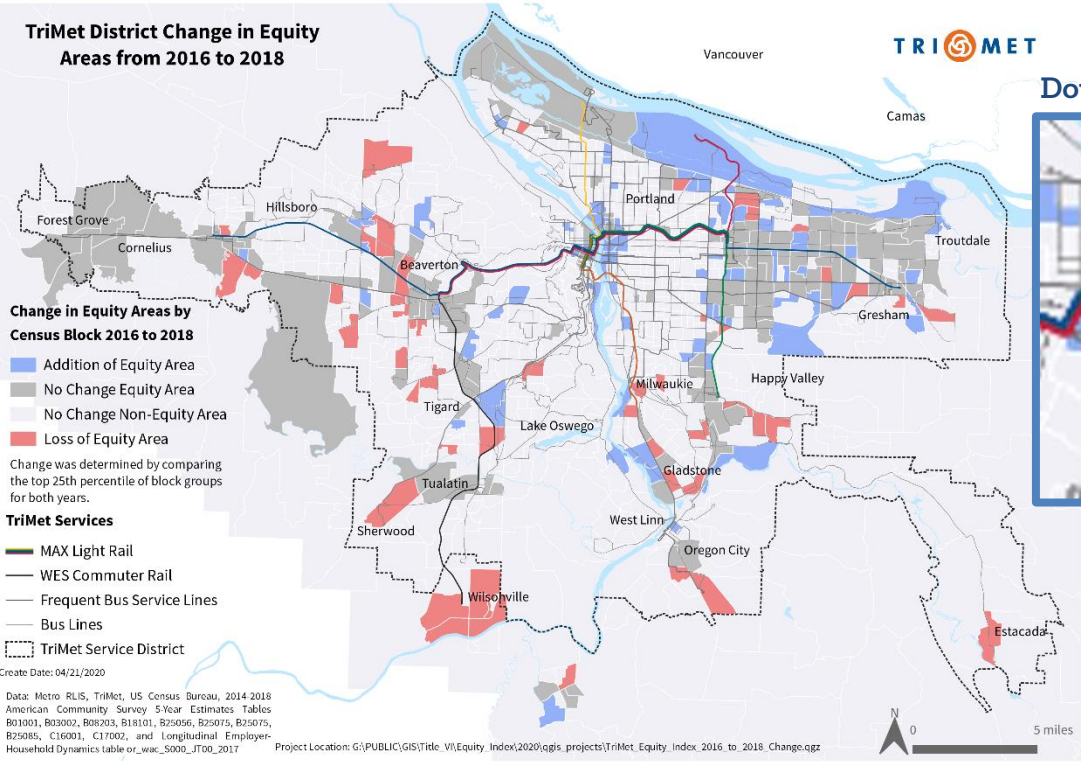 TriMet District Change in Equity
Areas from 2016 to 2018
Vancouver
TRI MET
Camas
Portland
Hillsboro
Forest Grove
Cornelius
Beaverton
Troutdale
Gresham
Change in Equity Areas by
Census Block 2016 to 2018
Addition of Equity Area
No Change Equity Area
No Change Non-Equity Area
Loss of Equity Area
Change was determined by comparing
the top 25th percentile of block groups
for both years.
Milwaukie
Happy Valley
Tigard
Lake Oswego
Gladstone
Tualatin
Sherwood
West Linn
Oregon City
Wilsonville
Estacada
TriMet Services
MAX Light Rail
WES Commuter Rail
Frequent Bus Service Lines
Bus Lines
TriMet Service District
Create Date: 04/21/2020
Data: Metro RLIS, TriMet, US Census Bureau, 2014-2018
American Community Survey 5-Year Estimates Tables
B01001, B03002, B08203, B18101, B25056, B25075, B25075,
B25085, C16001, C17002, and Longitudinal Employer-
Household Dynamics table or_wac_S000_JT00_2017
Project Location: G:\PUBLIC\GIS\Title_VI\Equity_Index\2020\qgis_projects\TriMet_Equity_Index_2016_to_2018_Change.qgz
N
0
5 miles